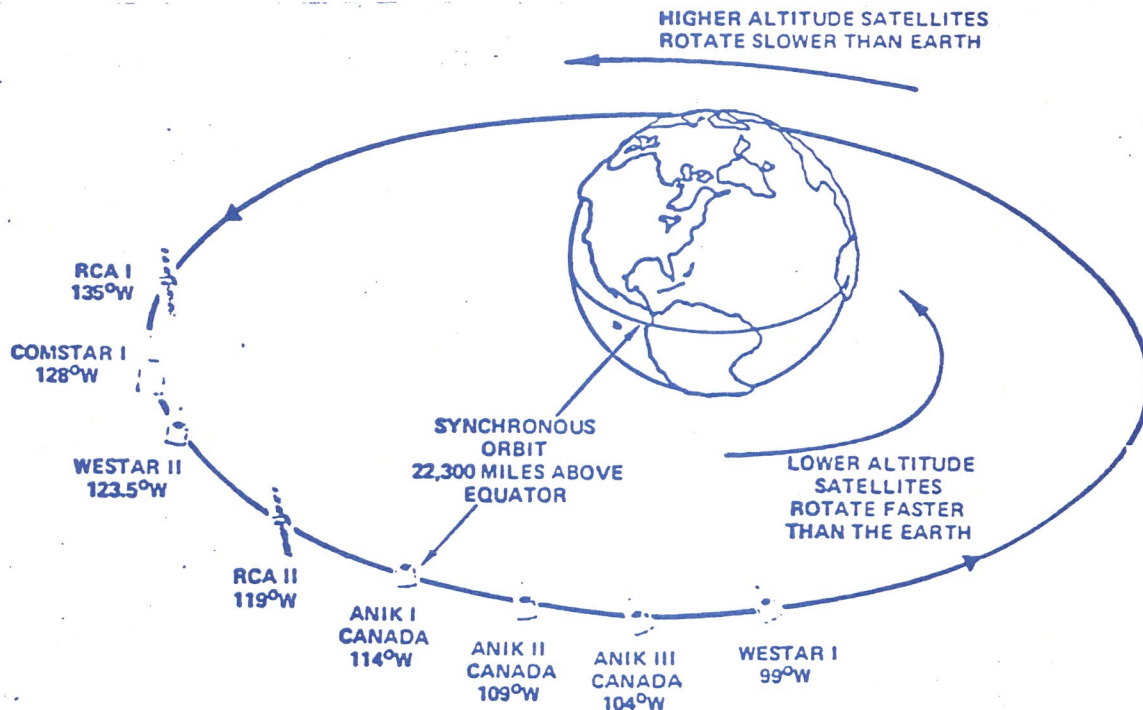 HIGHER ALTITUDE SATELLITES
ROTATE SLOWER THAN EARTH
RCA I
135°W
COMSTAR I
128°W
WESTAR II
123.5°W
RCA II
119°W
ANIK I
CANADA
114°W
ANIK II
CANADA
109°W
ANIK III
CANADA
104°W
WESTAR I
99°W
SYNCHRONOUS
ORBIT
22,300 MILES ABOVE
EQUATOR
LOWER ALTITUDE
SATELLITES
ROTATE FASTER
THAN THE EARTH